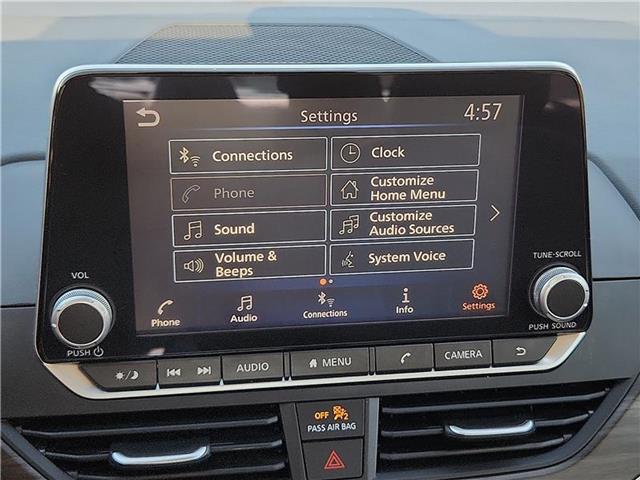 Settings
4:57
Connections
Clock
Phone
Customize
Home Menu
Sound
Customize
Audio Sources
Volume &
Beeps
System Voice
VOL
PUSH
TUNE·SCROLL
PUSH SOUND
Phone
Audio
Connections
Info
Settings
AUDIO
MENU
CAMERA
OFF 2
PASS AIR BAG